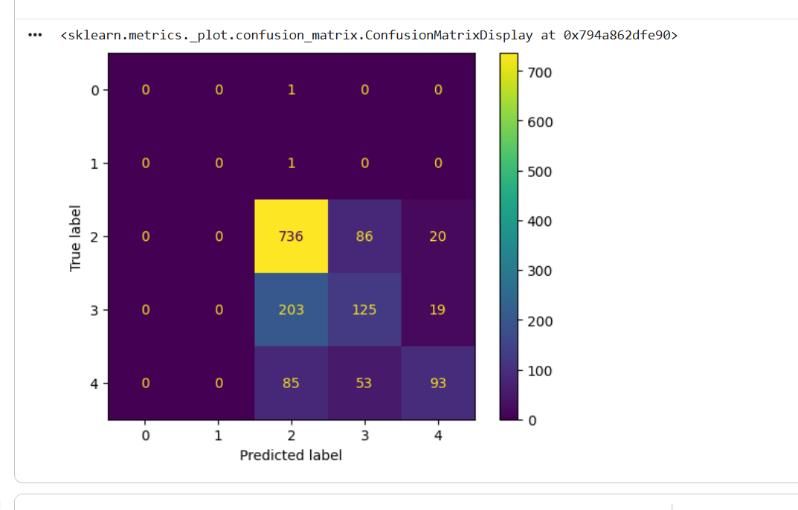 ••• <sklearn.metrics._plot.confusion_matrix.ConfusionMatrixDisplay at 0x794a862dfe90>
0 0 0 1 0 0
1 0 0 1 0 0
2 0 0 736 86 20
3 0 0 203 125 19
4 0 0 85 53 93
0 1 2 3 4
Predicted label
True label
700
600
500
400
300
200
100
0